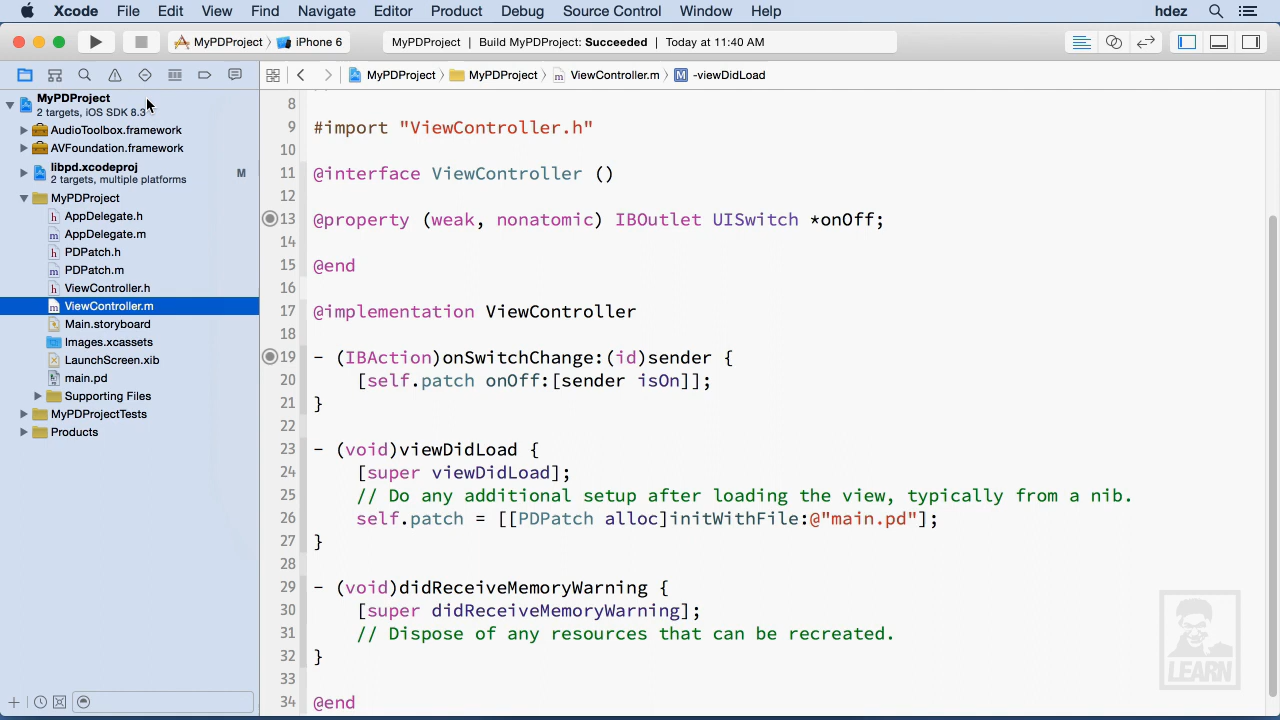 Xcode File Edit View Find Navigate Editor Product Debug Source Control Window Help hdez
MyPDProject iPhone 6 MyPDProject | Build MyPDProject: Succeeded | Today at 11:40 AM
MyPDProject MyPDProject ViewController.m M -viewDidLoad
MyPDProject
2 targets, iOS SDK 8.3
AudioToolbox.framework
AVFoundation.framework
libpd.xcodeproj M
2 targets, multiple platforms
MyPDProject
h AppDelegate.h
m AppDelegate.m
h PDPatch.h
m PDPatch.m
h ViewController.h
m ViewController.m
Main.storyboard
Images.xcassets
LaunchScreen.xib
main.pd
Supporting Files
MyPDProjectTests
Products
8
9 #import "ViewController.h"
10
11 @interface ViewController ()
12
13 @property (weak, nonatomic) IBOutlet UISwitch *onOff;
14
15 @end
16
17 @implementation ViewController
18
19 - (IBAction)onSwitchChange:(id)sender {
20 [self.patch onOff:[sender isOn]];
21 }
22
23 - (void)viewDidLoad {
24 [super viewDidLoad];
25 // Do any additional setup after loading the view, typically from a nib.
26 self.patch = [[PDPatch alloc]initWithFile:@"main.pd"];
27 }
28
29 - (void)didReceiveMemoryWarning {
30 [super didReceiveMemoryWarning];
31 // Dispose of any resources that can be recreated.
32 }
33
34 @end
LEARN